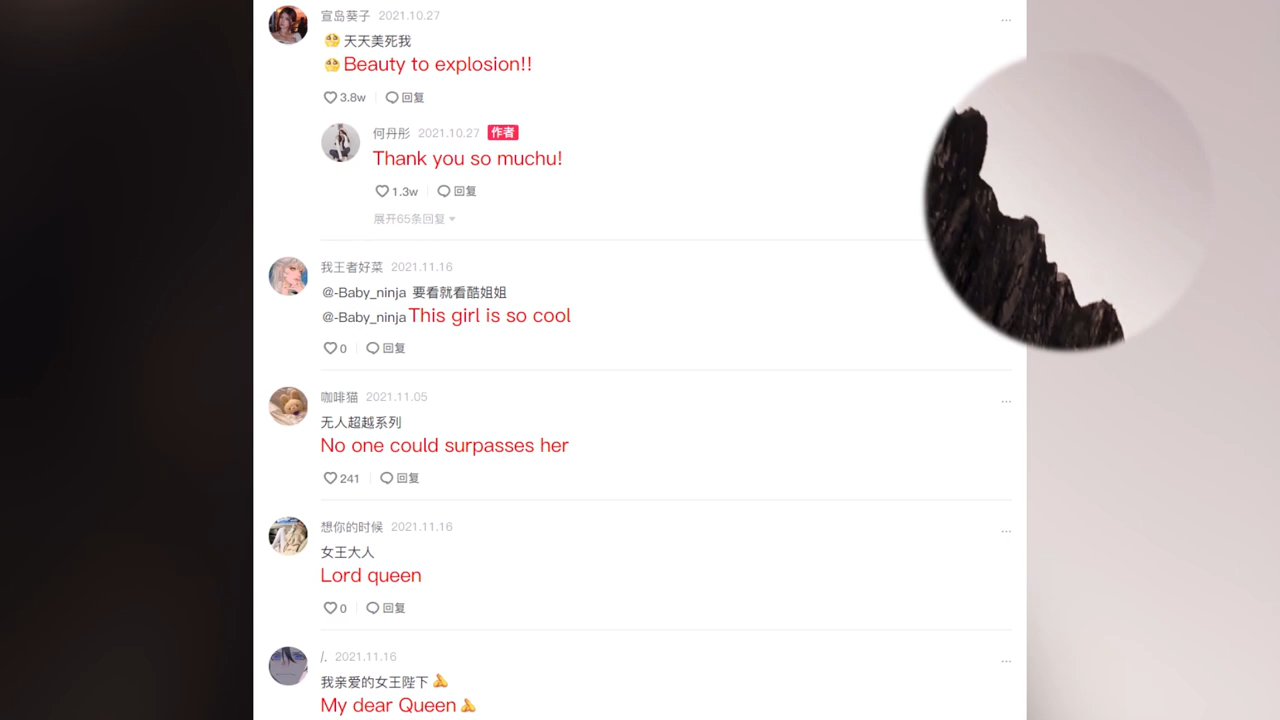 宣岛葵子 2021.10.27
天天美死我
Beauty to explosion!!
3.8w 回复
何丹彤 2021.10.27 作者
Thank you so muchu!
1.3w 回复
展开65条回复
我王者好菜 2021.11.16
@-Baby_ninja 要看就看酷姐姐
@-Baby_ninja This girl is so cool
0 回复
咖啡猫 2021.11.05
无人超越系列
No one could surpasses her
241 回复
想你的时候 2021.11.16
女王大人
Lord queen
0 回复
/. 2021.11.16
我亲爱的女王陛下
My dear Queen